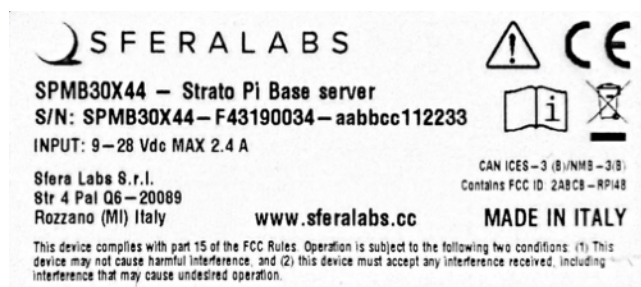 SFERALABS
SPMB30X44 – Strato Pi Base server
S/N: SPMB30X44–F43190034–aabbcc112233
INPUT: 9–28 Vdc MAX 2.4 A
CAN ICES–3 (B)/NMB–3(B)
Contains FCC ID: 2ABCB–RPI4B
Sfera Labs S.r.l.
Str 4 Pal Q6–20089
Rozzano (MI) Italy
www.sferalabs.cc
MADE IN ITALY
This device complies with part 15 of the FCC Rules. Operation is subject to the following two conditions: (1) This
device may not cause harmful interference, and (2) this device must accept any interference received, including
interference that may cause undesired operation.